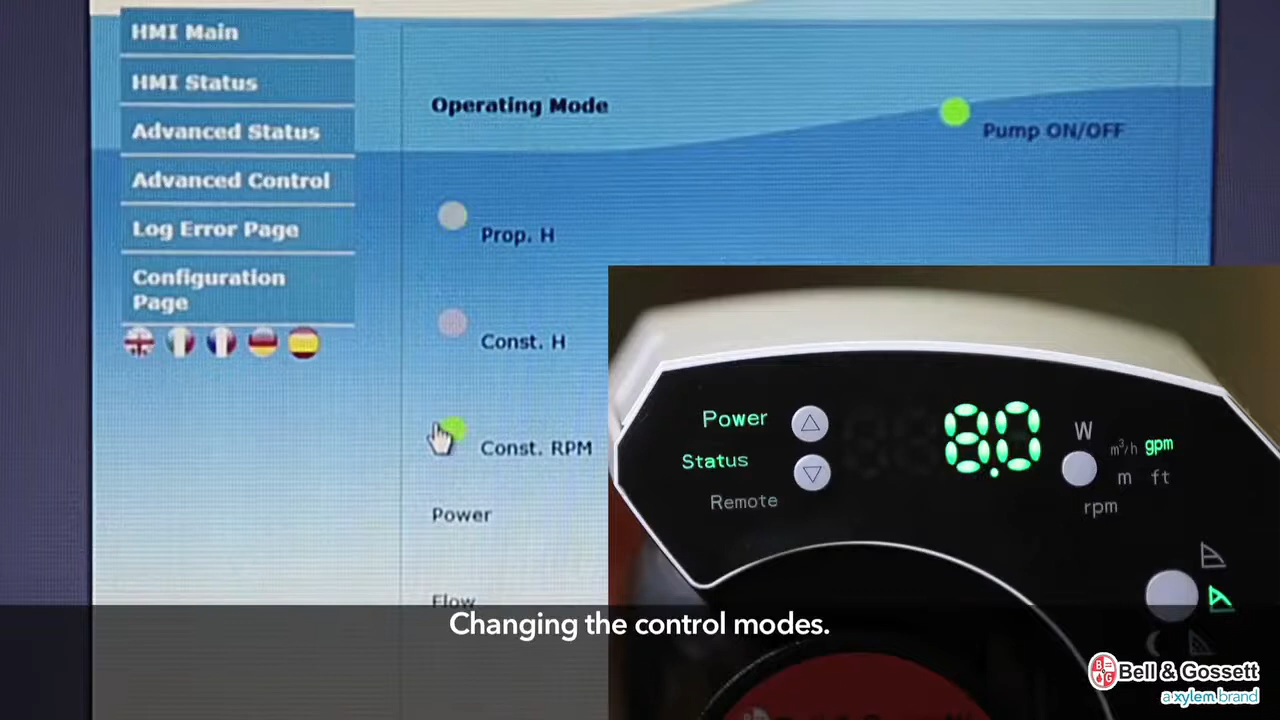 HMI Main
HMI Status
Advanced Status
Advanced Control
Log Error Page
Configuration
Page
Operating Mode
Pump ON/OFF
Prop. H
Const. H
Const. RPM
Power
Flow
Power
Status
Remote
8.0
W
m³/h gpm
m ft
rpm
Changing the control modes.
B G
Bell & Gossett
a xylem brand